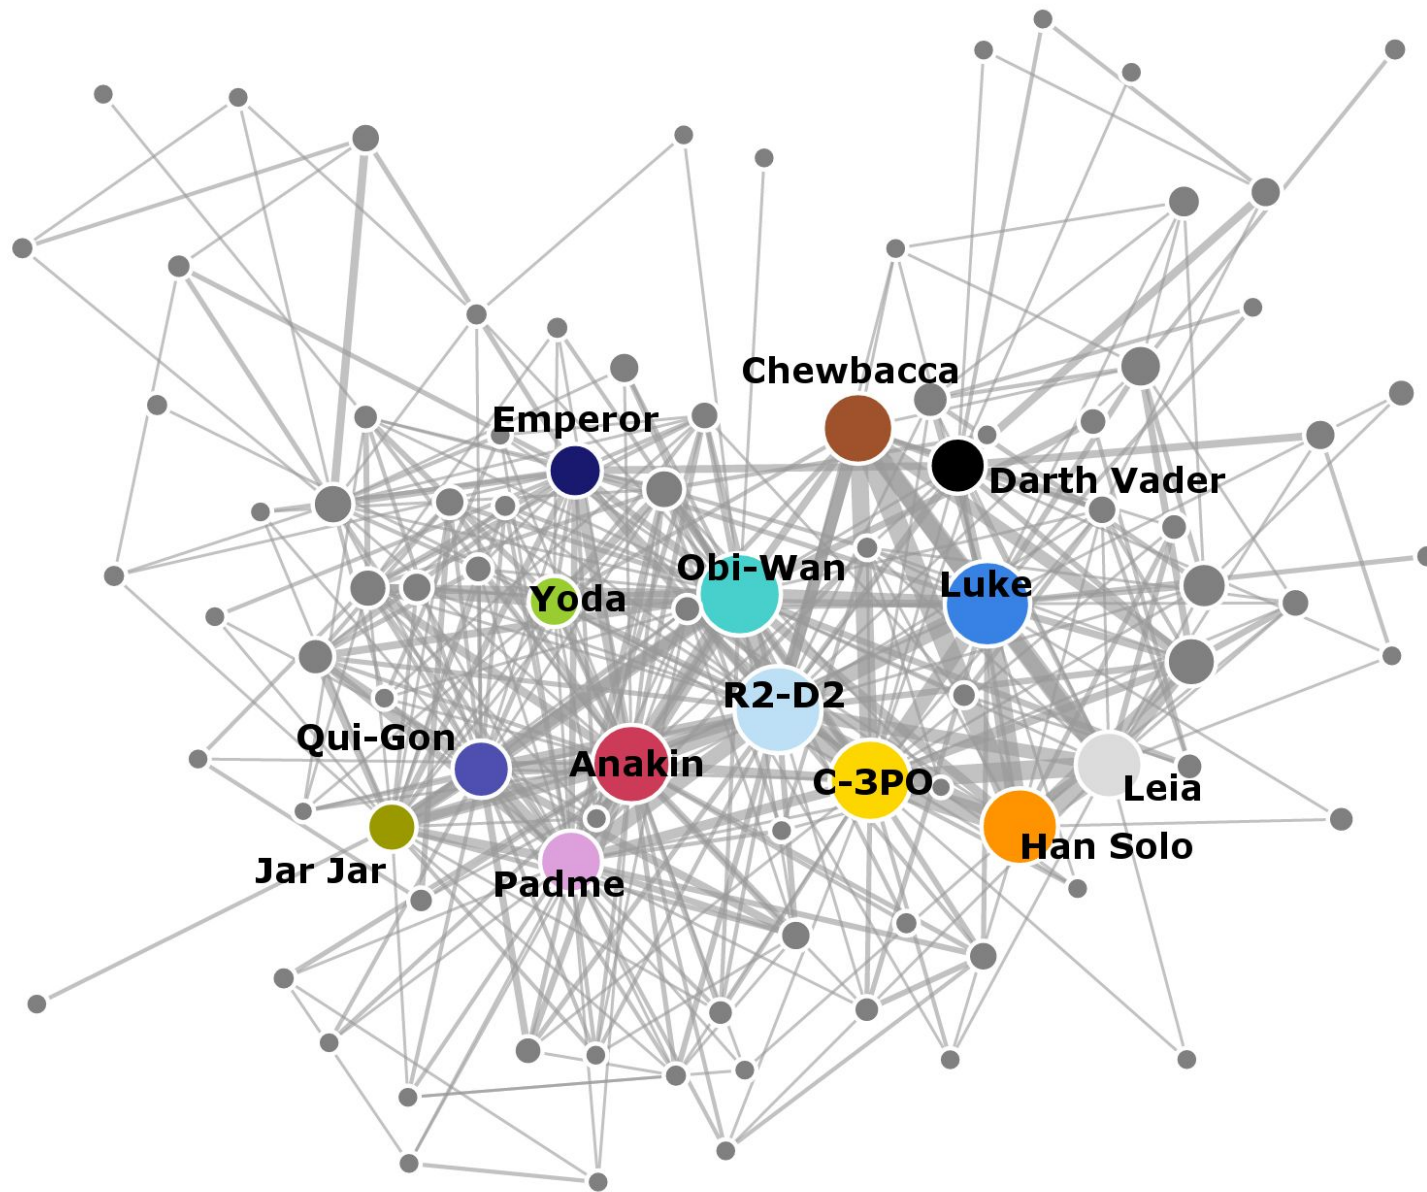 Chewbacca
Emperor
Darth Vader
Obi-Wan
Luke
Yoda
R2-D2
Qui-Gon
Anakin
C-3PO
Leia
Han Solo
Jar Jar
Padme